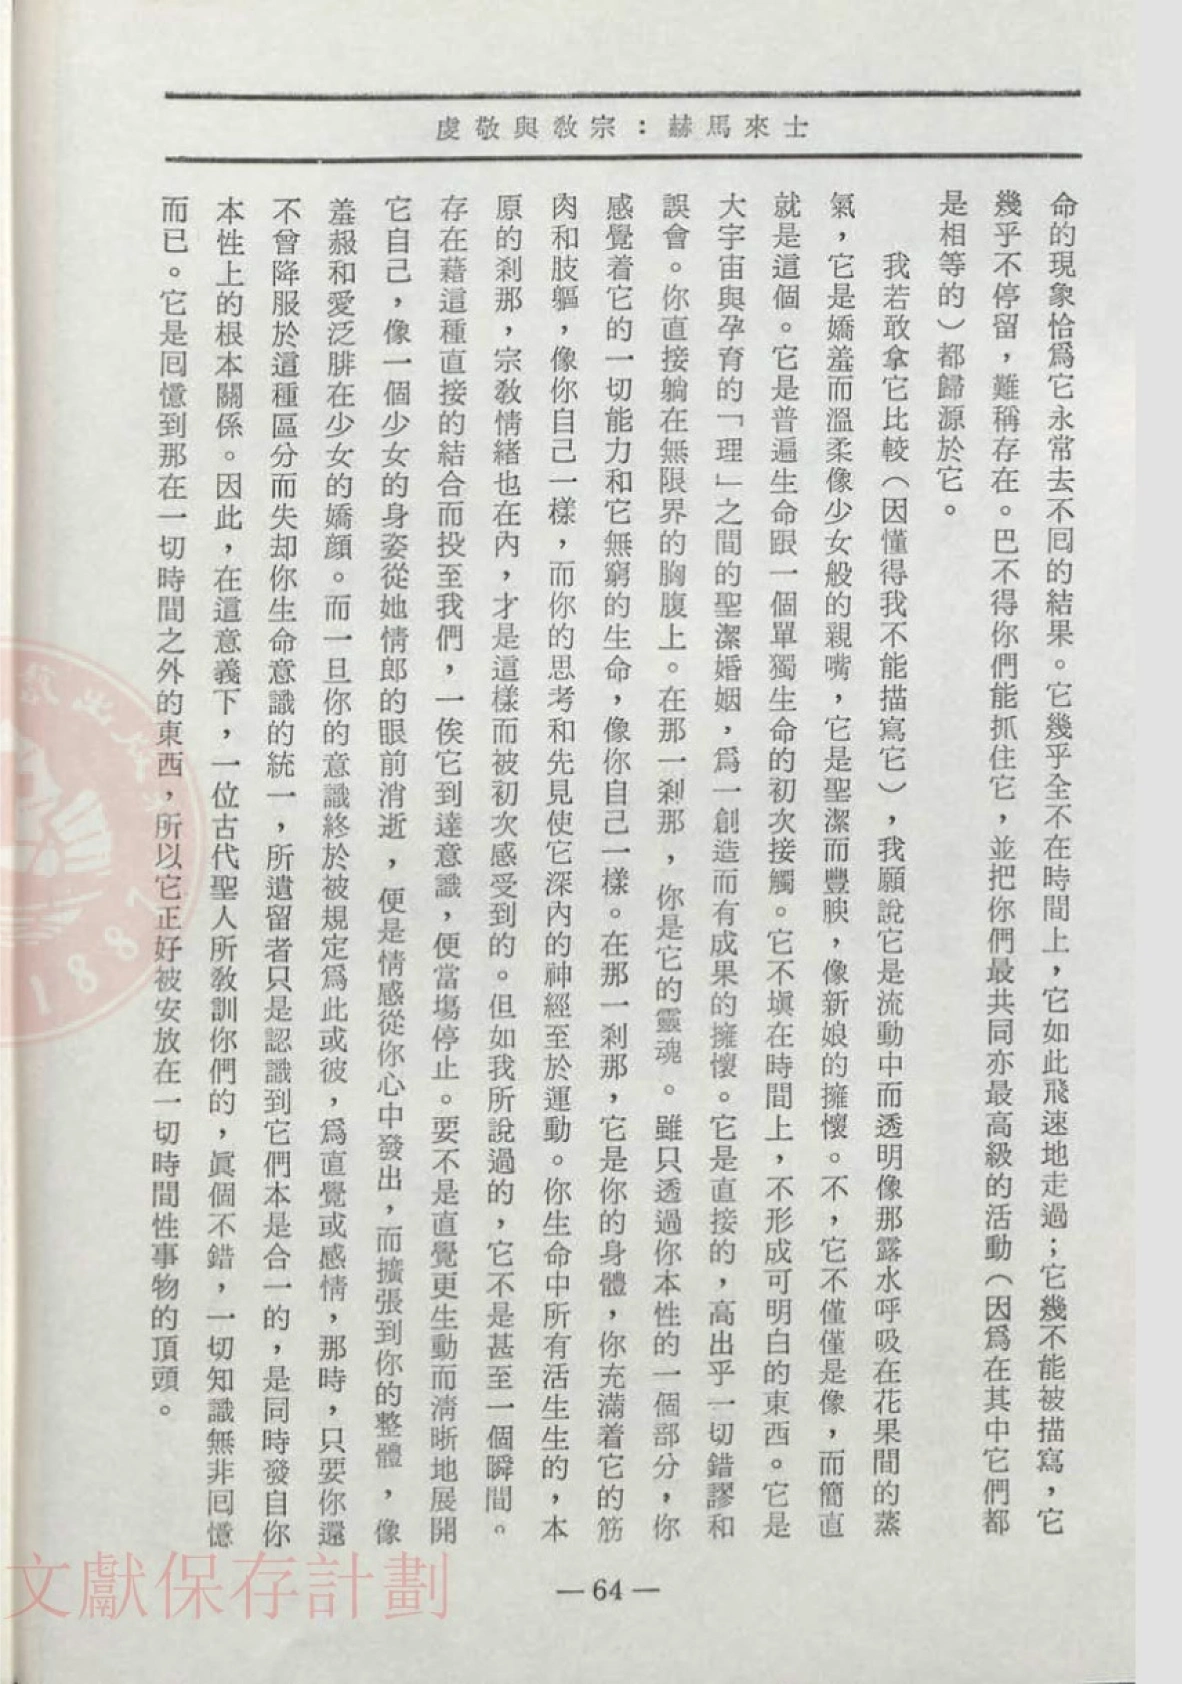 士來馬赫：宗教與敬虔
命的現象恰爲它永常去不囘的結果。它幾乎全不在時間上，它如此飛速地走過；它幾不能被描寫，它
幾乎不停留，難稱存在。巴不得你們能抓住它，並把你們最共同亦最高級的活動（因爲在其中它們都
是相等的）都歸源於它。
我若敢拿它比較（因懂得我不能描寫它），我願說它是流動中而透明像那露水呼吸在花果間的蒸
氣，它是嬌羞而溫柔像少女般的親嘴，它是聖潔而豐腴，像新娘的擁懷。不，它不僅僅是像，而簡直
就是這個。它是普遍生命跟一個單獨生命的初次接觸。它不塡在時間上，不形成可明白的東西。它是
大宇宙與孕育的「理」之間的聖潔婚姻，爲一創造而有成果的擁懷。它是直接的，高出乎一切錯謬和
誤會。你直接躺在無限界的胸腹上。在那一剎那，你是它的靈魂。雖只透過你本性的一個部分，你
感覺着它的一切能力和它無窮的生命，像你自己一樣。在那一剎那，它是你的身體，你充滿着它的筋
肉和肢軀，像你自己一樣，而你的思考和先見使它深內的神經至於運動。你生命中所有活生生的，本
原的剎那，宗教情緒也在內，才是這樣而被初次感受到的。但如我所說過的，它不是甚至一個瞬間。
存在藉這種直接的結合而投至我們，一俟它到達意識，便當塲停止。要不是直覺更生動而淸晰地展開
它自己，像一個少女的身姿從她情郎的眼前消逝，便是情感從你心中發出，而擴張到你的整體，像
羞赧和愛泛腓在少女的嬌顏。而一旦你的意識終於被規定爲此或彼，爲直覺或感情，那時，只要你還
不曾降服於這種區分而失却你生命意識的統一，所遺留者只是認識到它們本是合一的，是同時發自你
本性上的根本關係。因此，在這意義下，一位古代聖人所教訓你們的，眞個不錯，一切知識無非囘憶
而已。它是囘憶到那在一切時間之外的東西，所以它正好被安放在一切時間性事物的頂頭。
— 64 —
文獻保存計劃
188